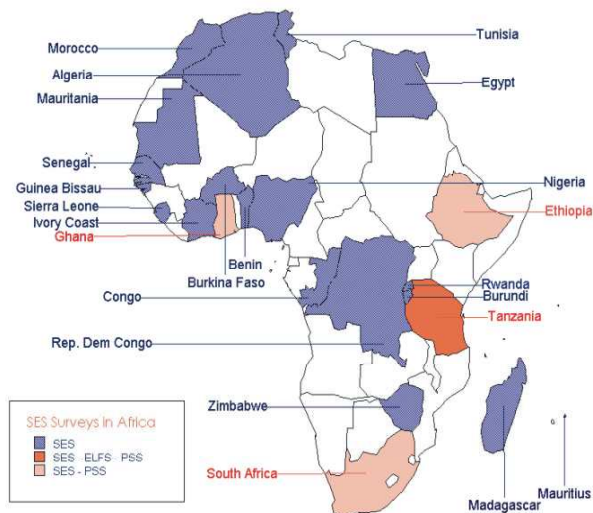 Morocco
Tunisia
Algeria
Egypt
Mauritania
Senegal
Nigeria
Guinea Bissau
Sierra Leone
Ethiopia
Ivory Coast
Ghana
Benin
Burkina Faso
Rwanda
Congo
Burundi
Tanzania
Rep. Dem Congo
Zimbabwe
SES Surveys in Africa
SES
SES - ELFS - PSS
SES - PSS
South Africa
Mauritius
Madagascar